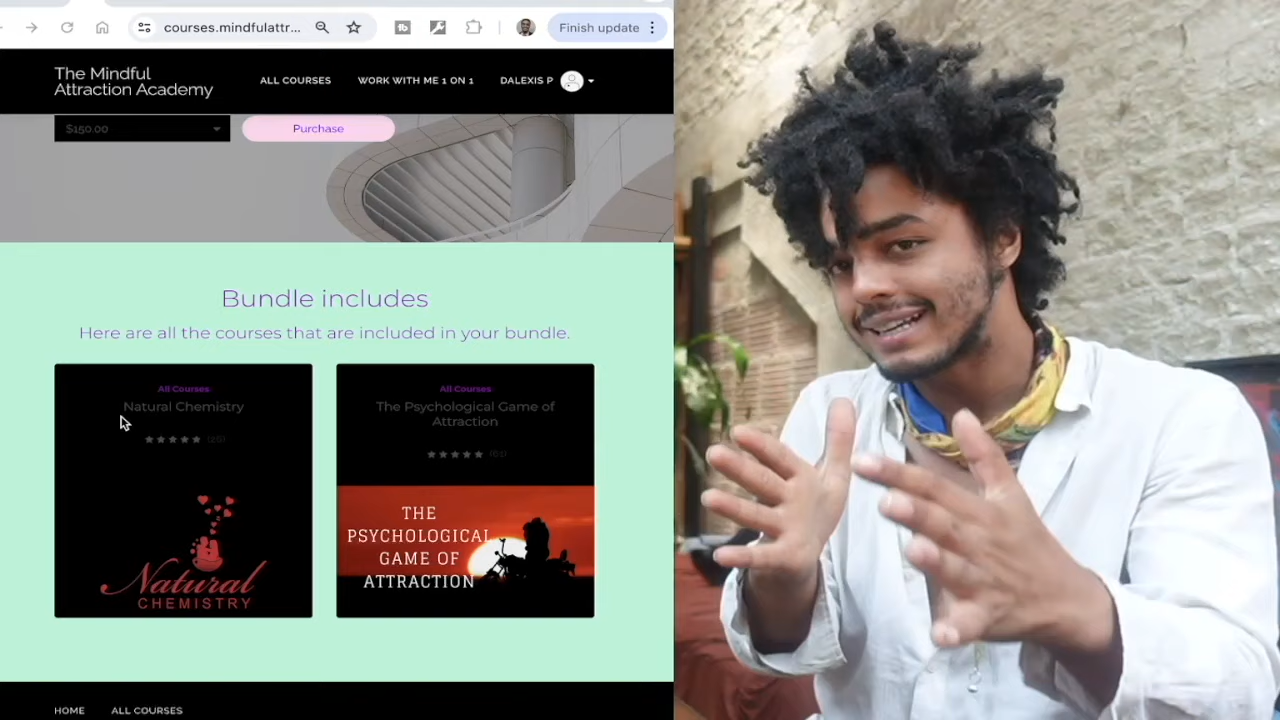 courses.mindfulattr...
Finish update
The Mindful
Attraction Academy
ALL COURSES
WORK WITH ME 1 ON 1
DALEXIS P
$150.00
Purchase
Bundle includes
Here are all the courses that are included in your bundle.
All Courses
Natural Chemistry
All Courses
The Psychological Game of
Attraction
Natural
CHEMISTRY
THE
PSYCHOLOGICAL
GAME OF
ATTRACTION
HOME
ALL COURSES